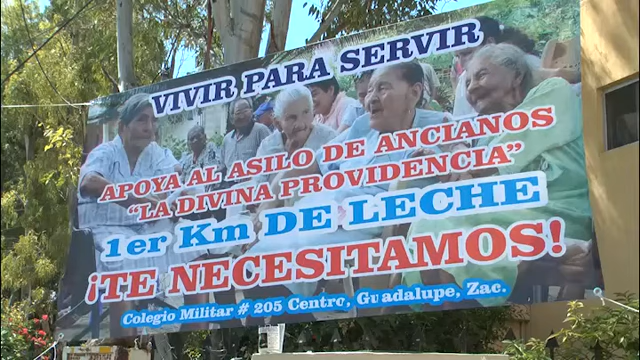 VIVIR PARA SERVIR
APOYA AL ASILO DE ANCIANOS
"LA DIVINA PROVIDENCIA"
1er Km DE LECHE
¡TE NECESITAMOS!
Colegio Militar # 205 Centro, Guadalupe, Zac.